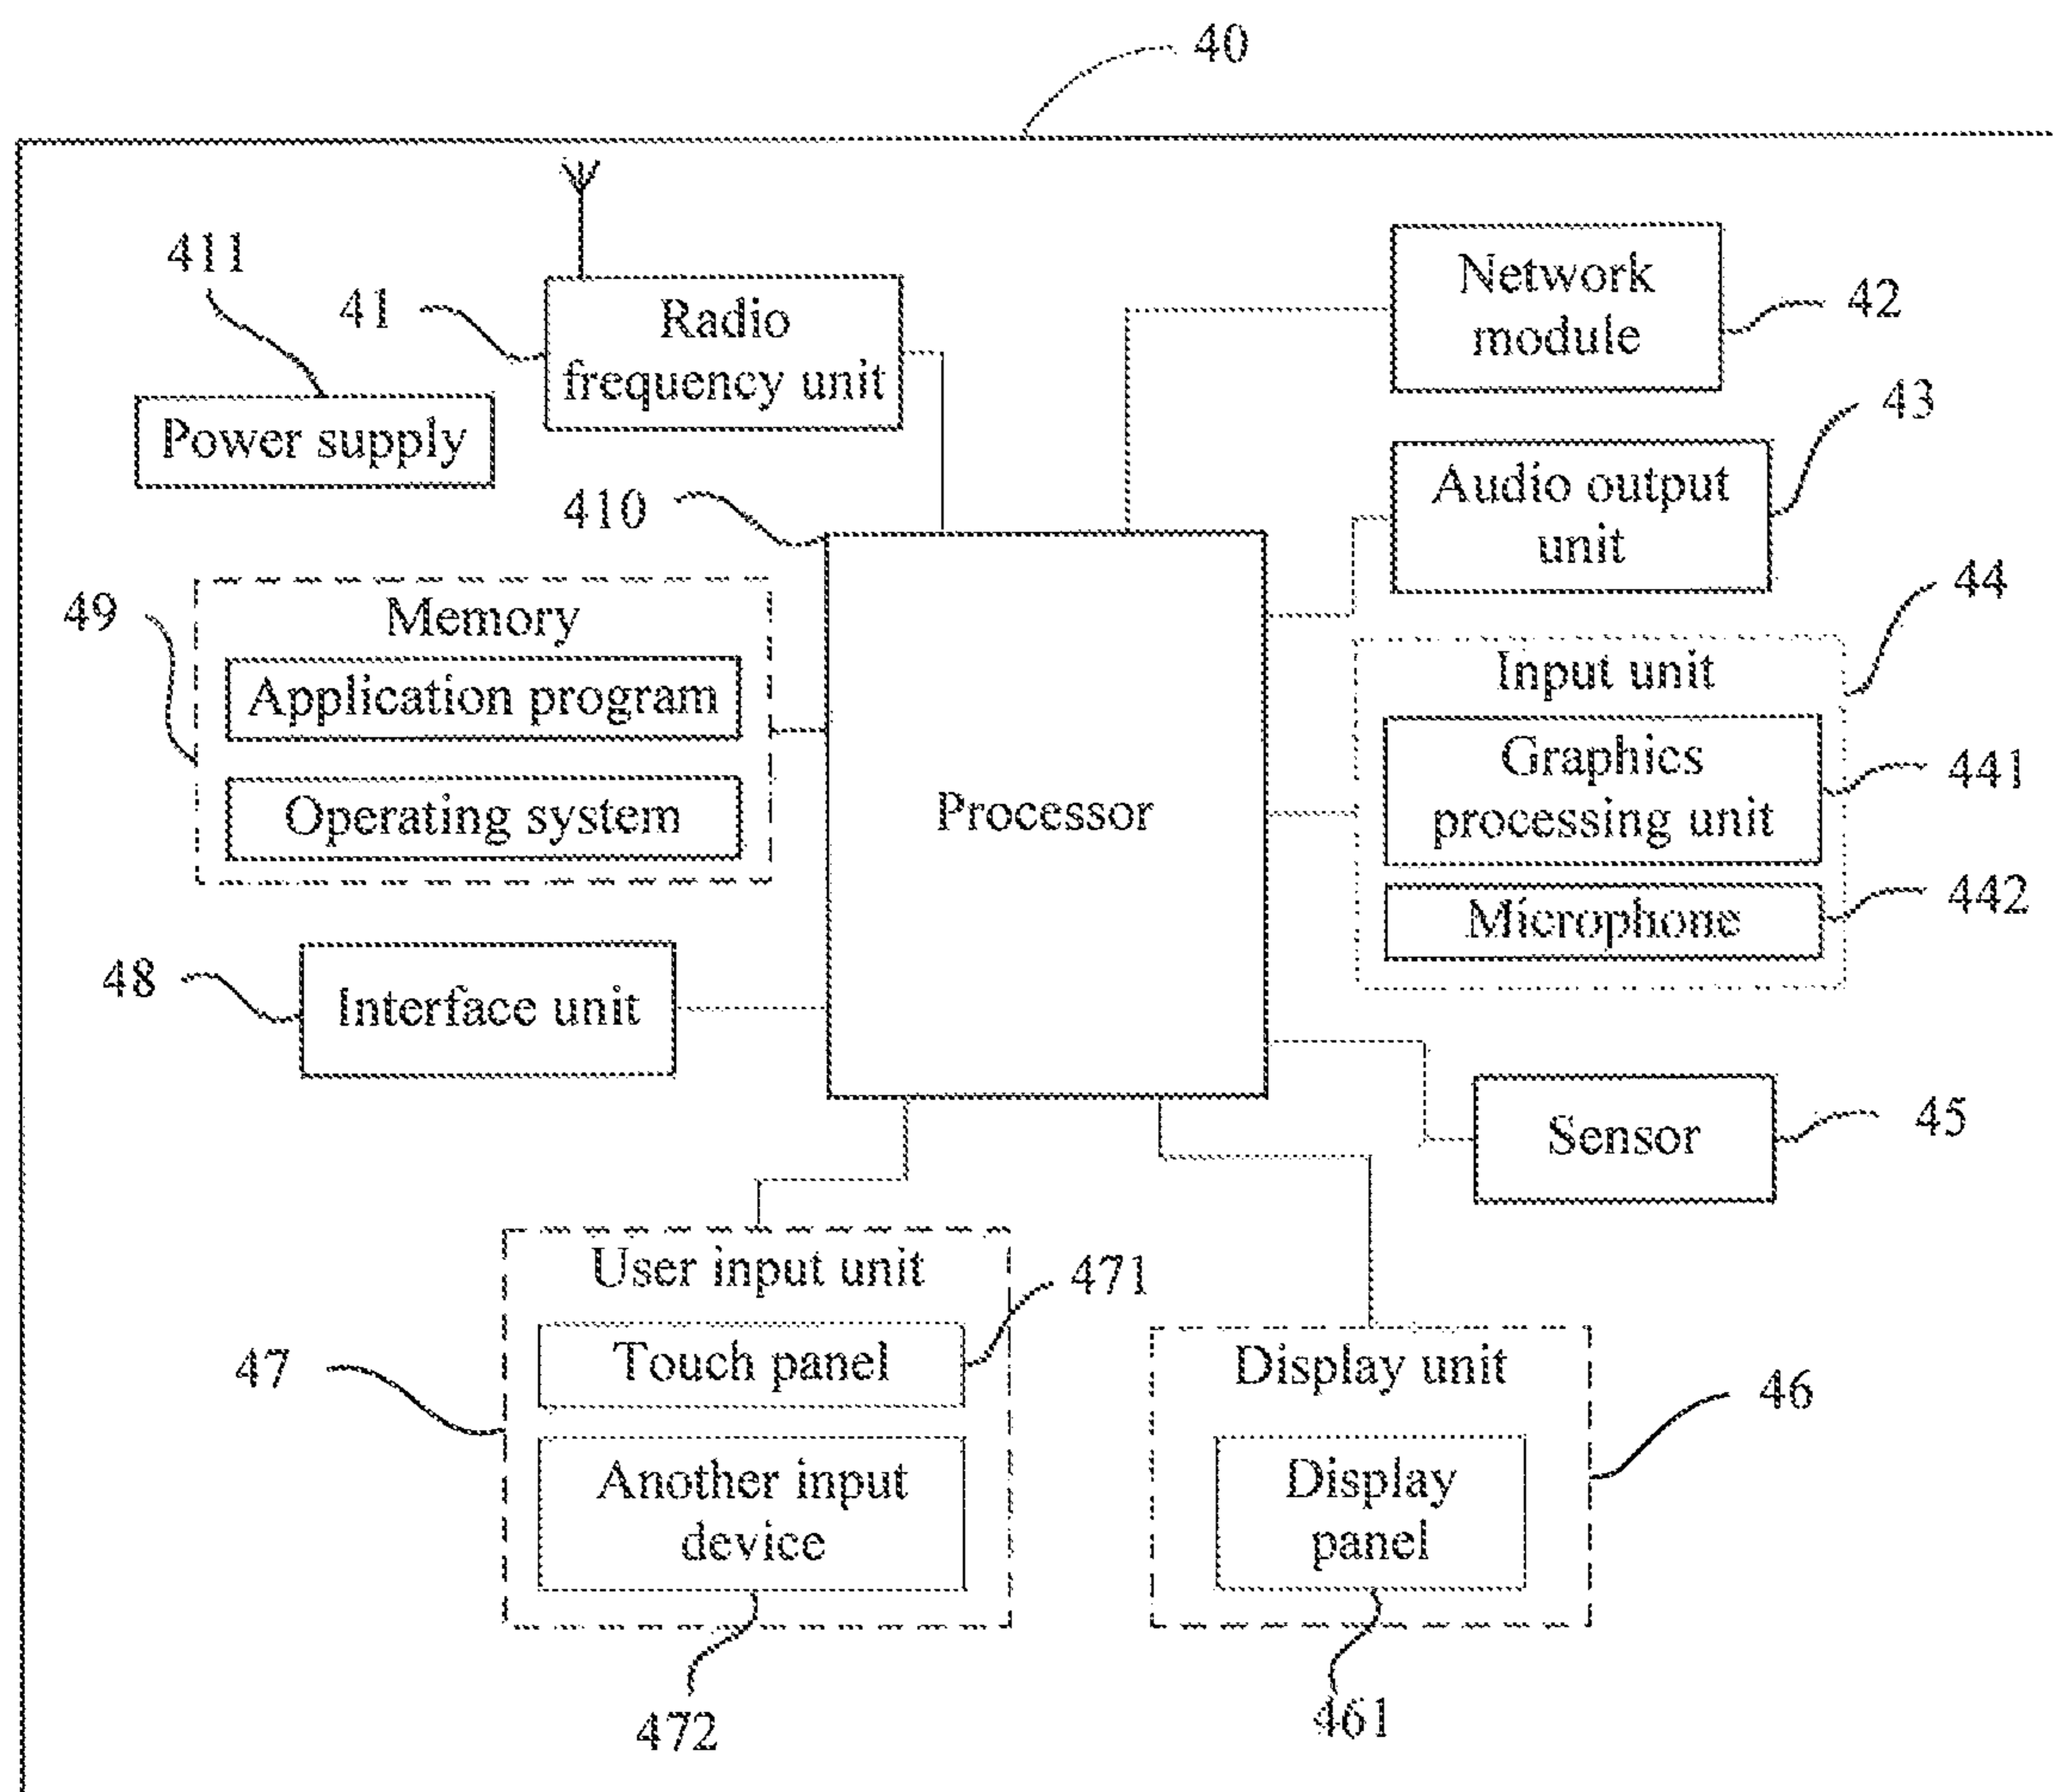 40
411
41
Radio
frequency unit
Network
module
42
Power supply
43
Audio output
unit
410
49
Memory
Application program
Operating system
Processor
44
Input unit
Graphics
processing unit
441
Microphone
442
48
Interface unit
Sensor
45
User input unit
471
47
Touch panel
Another input
device
472
Display unit
46
Display
panel
461